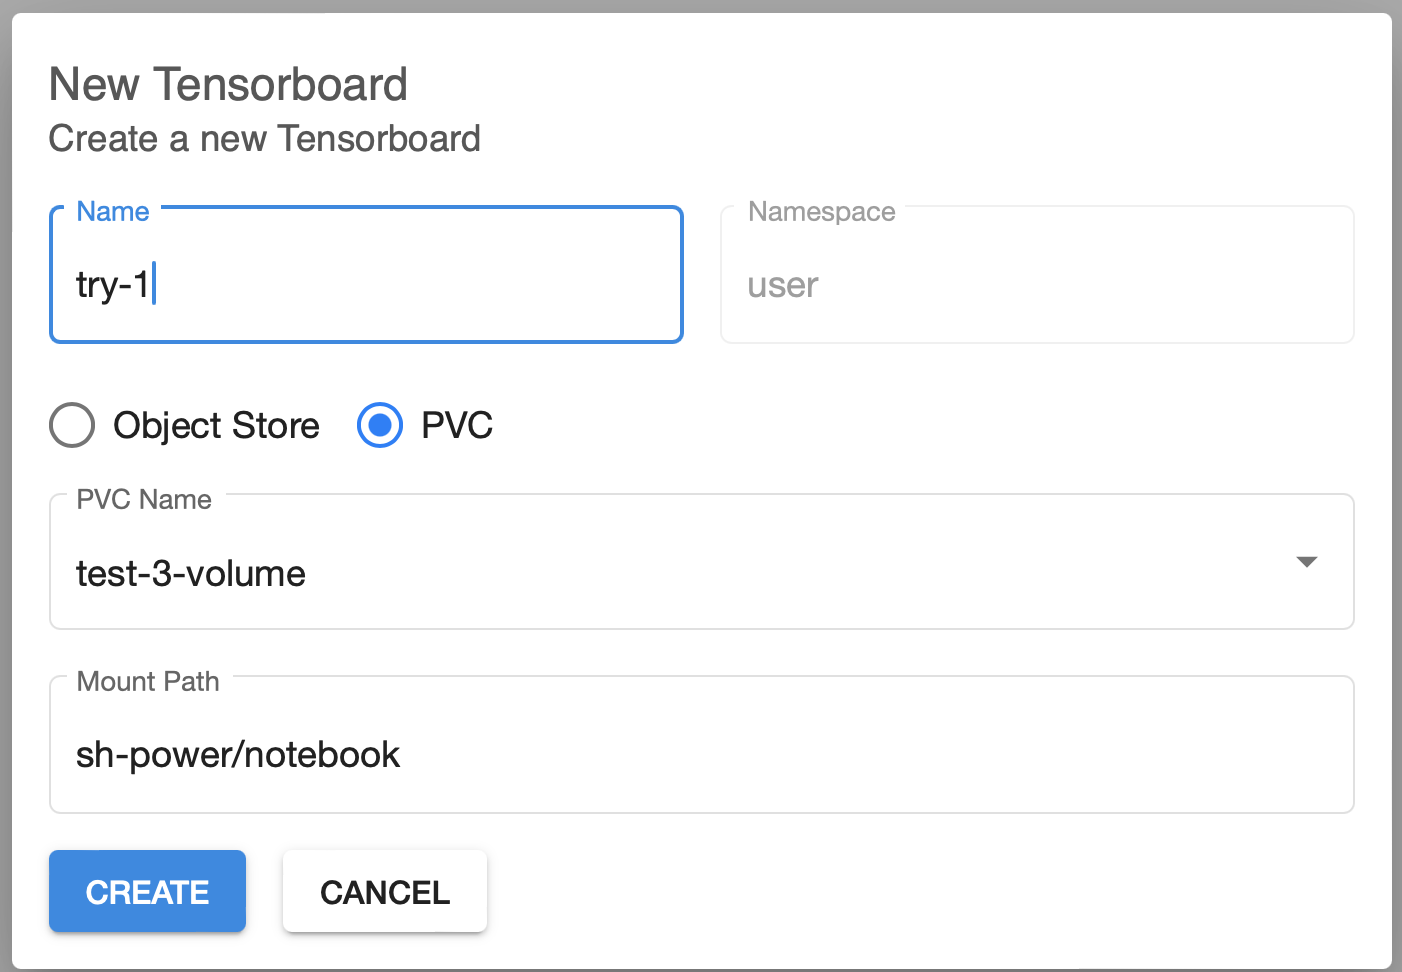 New Tensorboard
Create a new Tensorboard
Name
Namespace
try-1
user
Object Store
PVC
PVC Name
test-3-volume
Mount Path
sh-power/notebook
CREATE
CANCEL